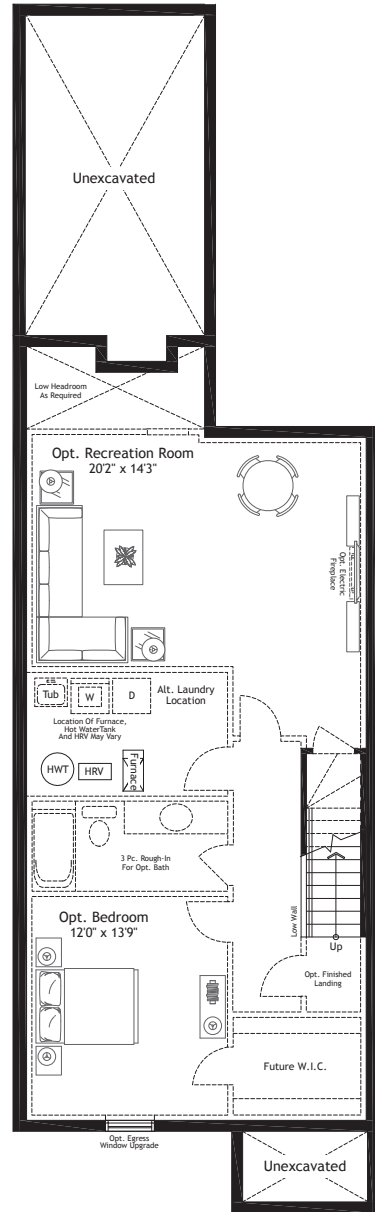 Unexcavated
Low Headroom
As Required
Opt. Recreation Room
20'2" x 14'3"
Opt. Electric
Fireplace
Tub
W
D
Alt. Laundry
Location
Location Of Furnace,
Hot WaterTank
And HRV May Vary
HWT
HRV
Furnace
3 Pc. Rough-In
For Opt. Bath
Opt. Bedroom
12'0" x 13'9"
Low Wall
Up
Opt. Finished
Landing
Future W.I.C.
Opt. Egress
Window Upgrade
Unexcavated